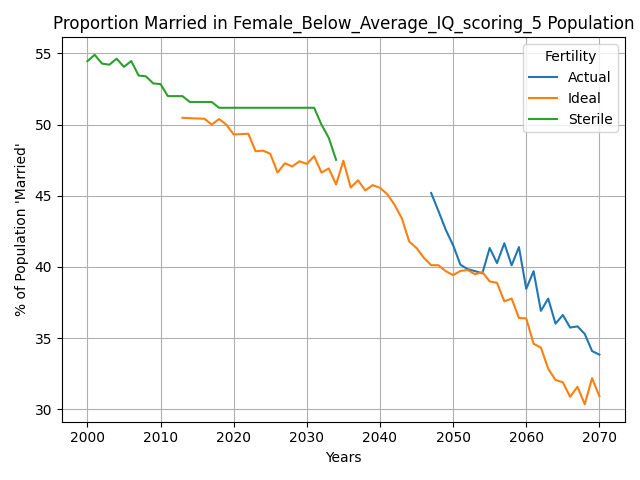 Proportion Married in Female_Below_Average_IQ_scoring_5 Population
% of Population 'Married'
55
50
45
40
35
30
Fertility
Actual
Ideal
Sterile
2000 2010 2020 2030 2040 2050 2060 2070
Years